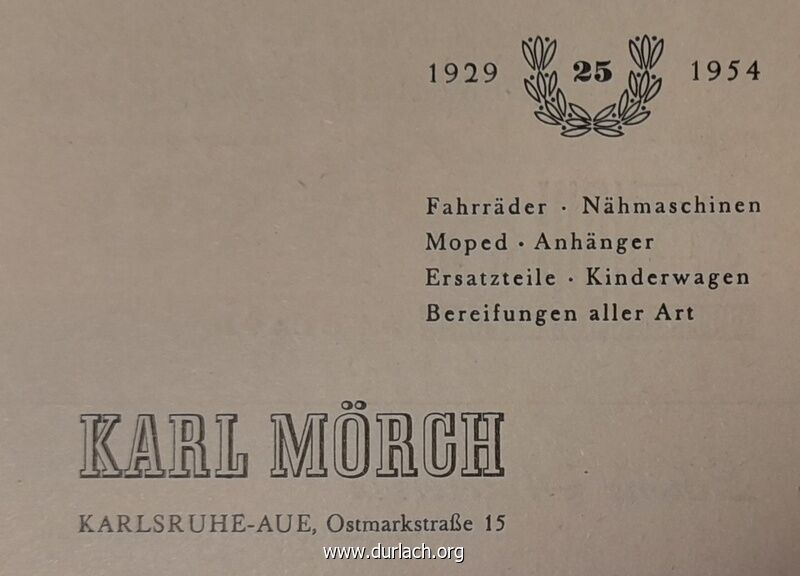 1929 25 1954
Fahrräder · Nähmaschinen
Moped · Anhänger
Ersatzteile · Kinderwagen
Bereifungen aller Art
KARL MÖRCH
KARLSRUHE-AUE, Ostmarkstraße 15
www.durlach.org